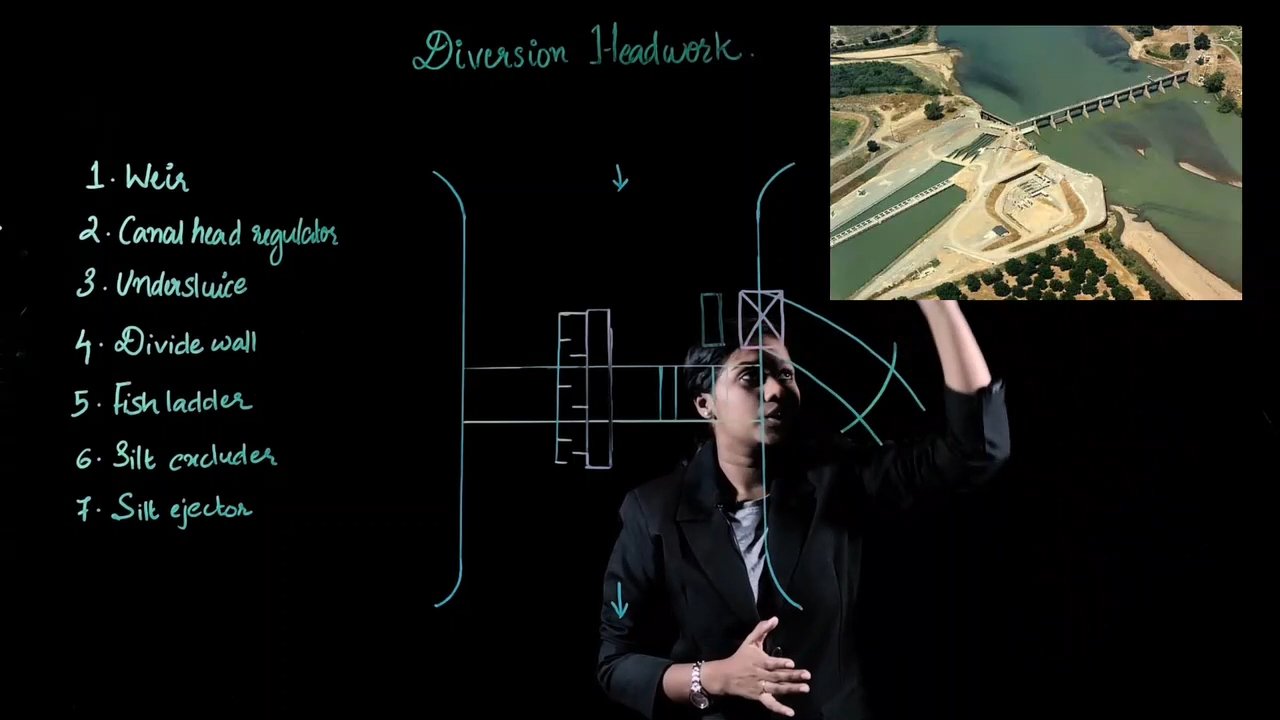 Diversion Headwork.
1. Weir
2. Canal head regulator
3. Undersluice
4. Divide wall
5. Fish ladder
6. Silt excluder
7. Silt ejector